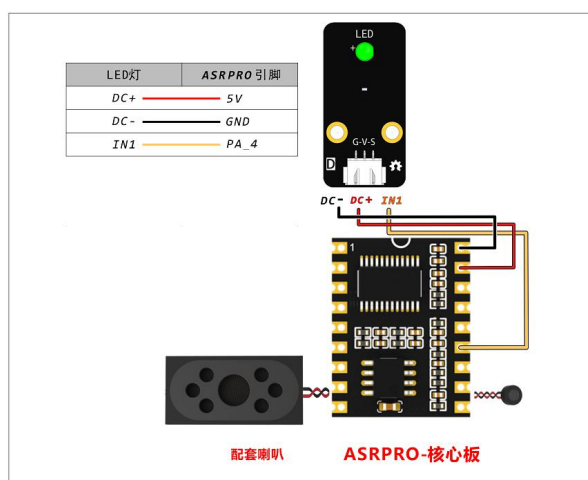 LED灯 ASRPRO引脚
DC+ 5V
DC- GND
IN1 PA_4
LED
+
-
G-V-S
D
DC- DC+ IN1
1
配套喇叭
ASRPRO-核心板